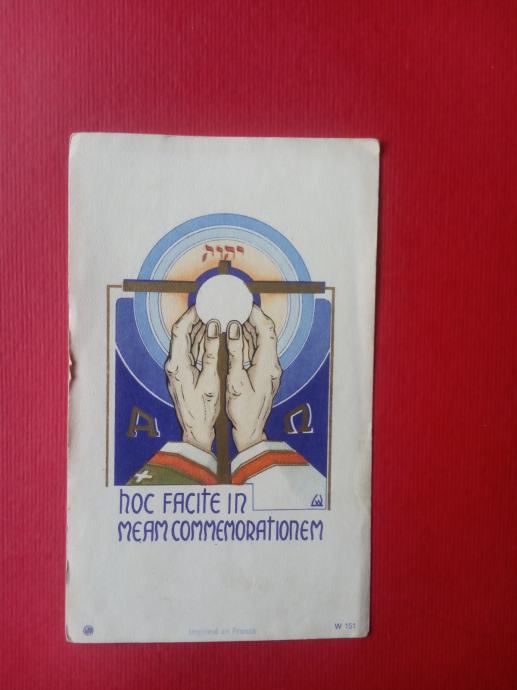 יהוה
A Ω
hOC FACITE IN
MEAM COMMEMORATIONEM
Imprimé en France
W 151